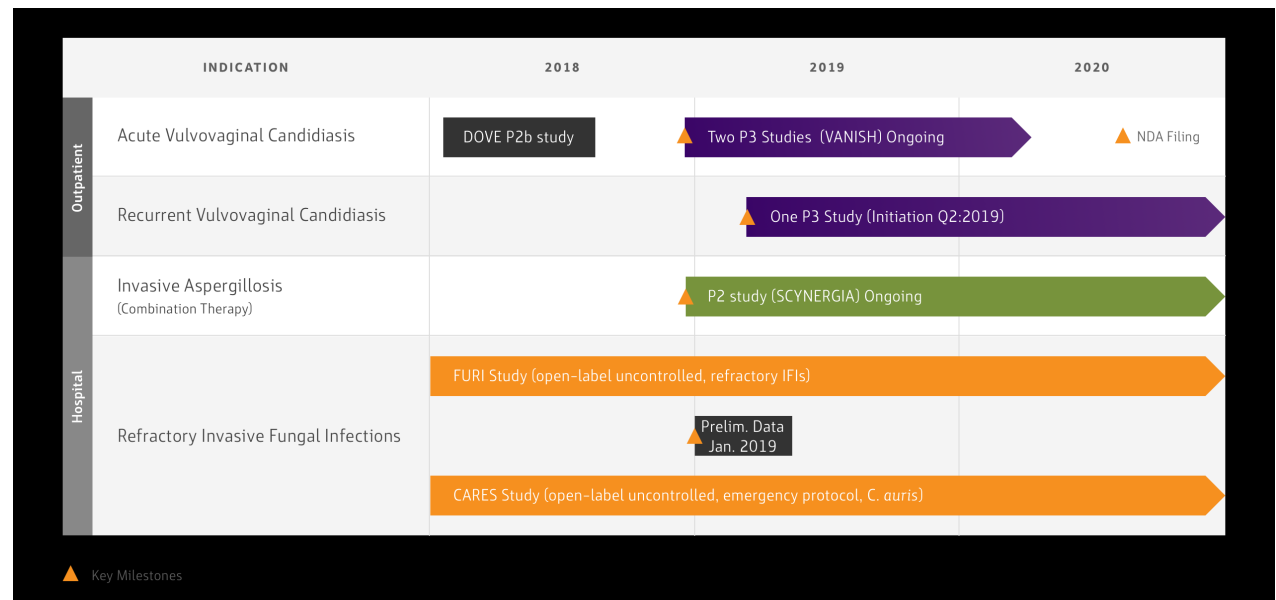 INDICATION
2018
2019
2020
Outpatient
Acute Vulvovaginal Candidiasis
DOVE P2b study
Two P3 Studies (VANISH) Ongoing
NDA Filing
Recurrent Vulvovaginal Candidiasis
One P3 Study (Initiation Q2:2019)
Hospital
Invasive Aspergillosis
(Combination Therapy)
P2 study (SCYNERGIA) Ongoing
Refractory Invasive Fungal Infections
FURI Study (open-label uncontrolled, refractory IFIs)
Prelim. Data
Jan. 2019
CARES Study (open-label uncontrolled, emergency protocol, C. auris)
Key Milestones